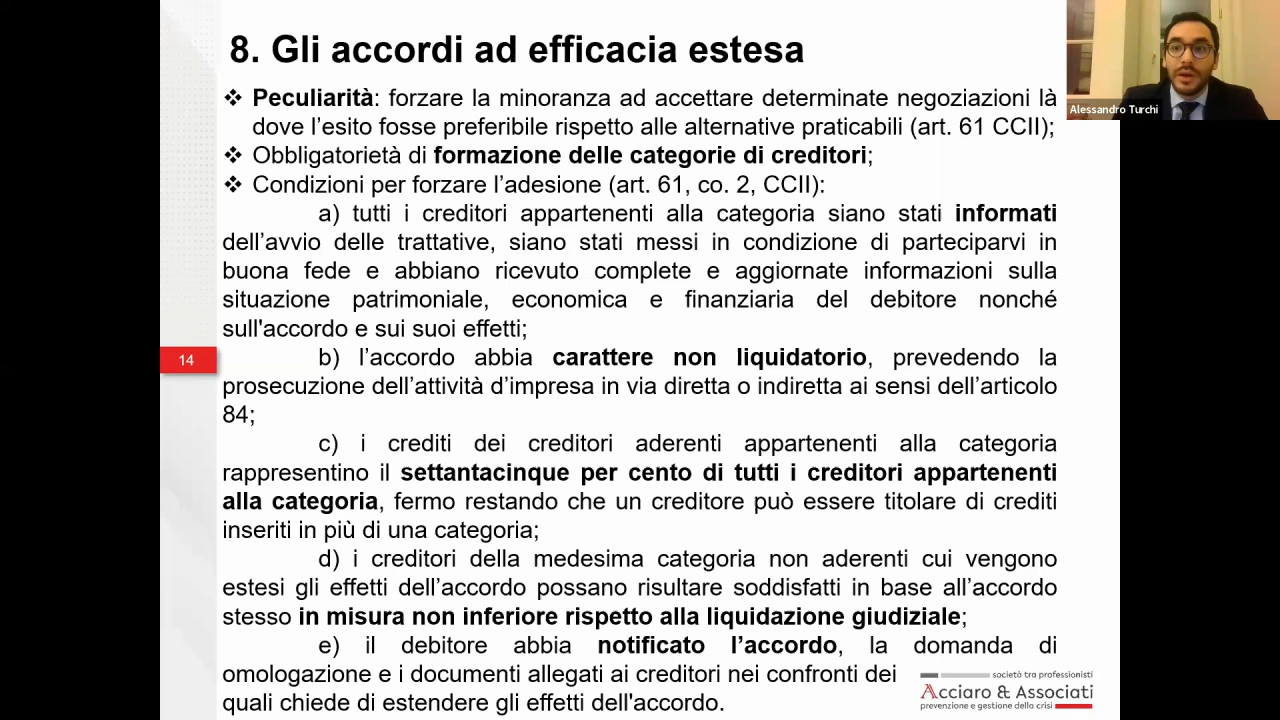 8. Gli accordi ad efficacia estesa
❖ Peculiarità: forzare la minoranza ad accettare determinate negoziazioni là
dove l’esito fosse preferibile rispetto alle alternative praticabili (art. 61 CCII);
❖ Obbligatorietà di formazione delle categorie di creditori;
❖ Condizioni per forzare l’adesione (art. 61, co. 2, CCII):
a) tutti i creditori appartenenti alla categoria siano stati informati
dell’avvio delle trattative, siano stati messi in condizione di parteciparvi in
buona fede e abbiano ricevuto complete e aggiornate informazioni sulla
situazione patrimoniale, economica e finanziaria del debitore nonché
sull'accordo e sui suoi effetti;
b) l’accordo abbia carattere non liquidatorio, prevedendo la
prosecuzione dell’attività d’impresa in via diretta o indiretta ai sensi dell’articolo
84;
c) i crediti dei creditori aderenti appartenenti alla categoria
rappresentino il settantacinque per cento di tutti i creditori appartenenti
alla categoria, fermo restando che un creditore può essere titolare di crediti
inseriti in più di una categoria;
d) i creditori della medesima categoria non aderenti cui vengono
estesi gli effetti dell’accordo possano risultare soddisfatti in base all’accordo
stesso in misura non inferiore rispetto alla liquidazione giudiziale;
e) il debitore abbia notificato l’accordo, la domanda di
omologazione e i documenti allegati ai creditori nei confronti dei
quali chiede di estendere gli effetti dell'accordo.
14
Alessandro Turchi
società tra professionisti
Acciaro & Associati
prevenzione e gestione della crisi